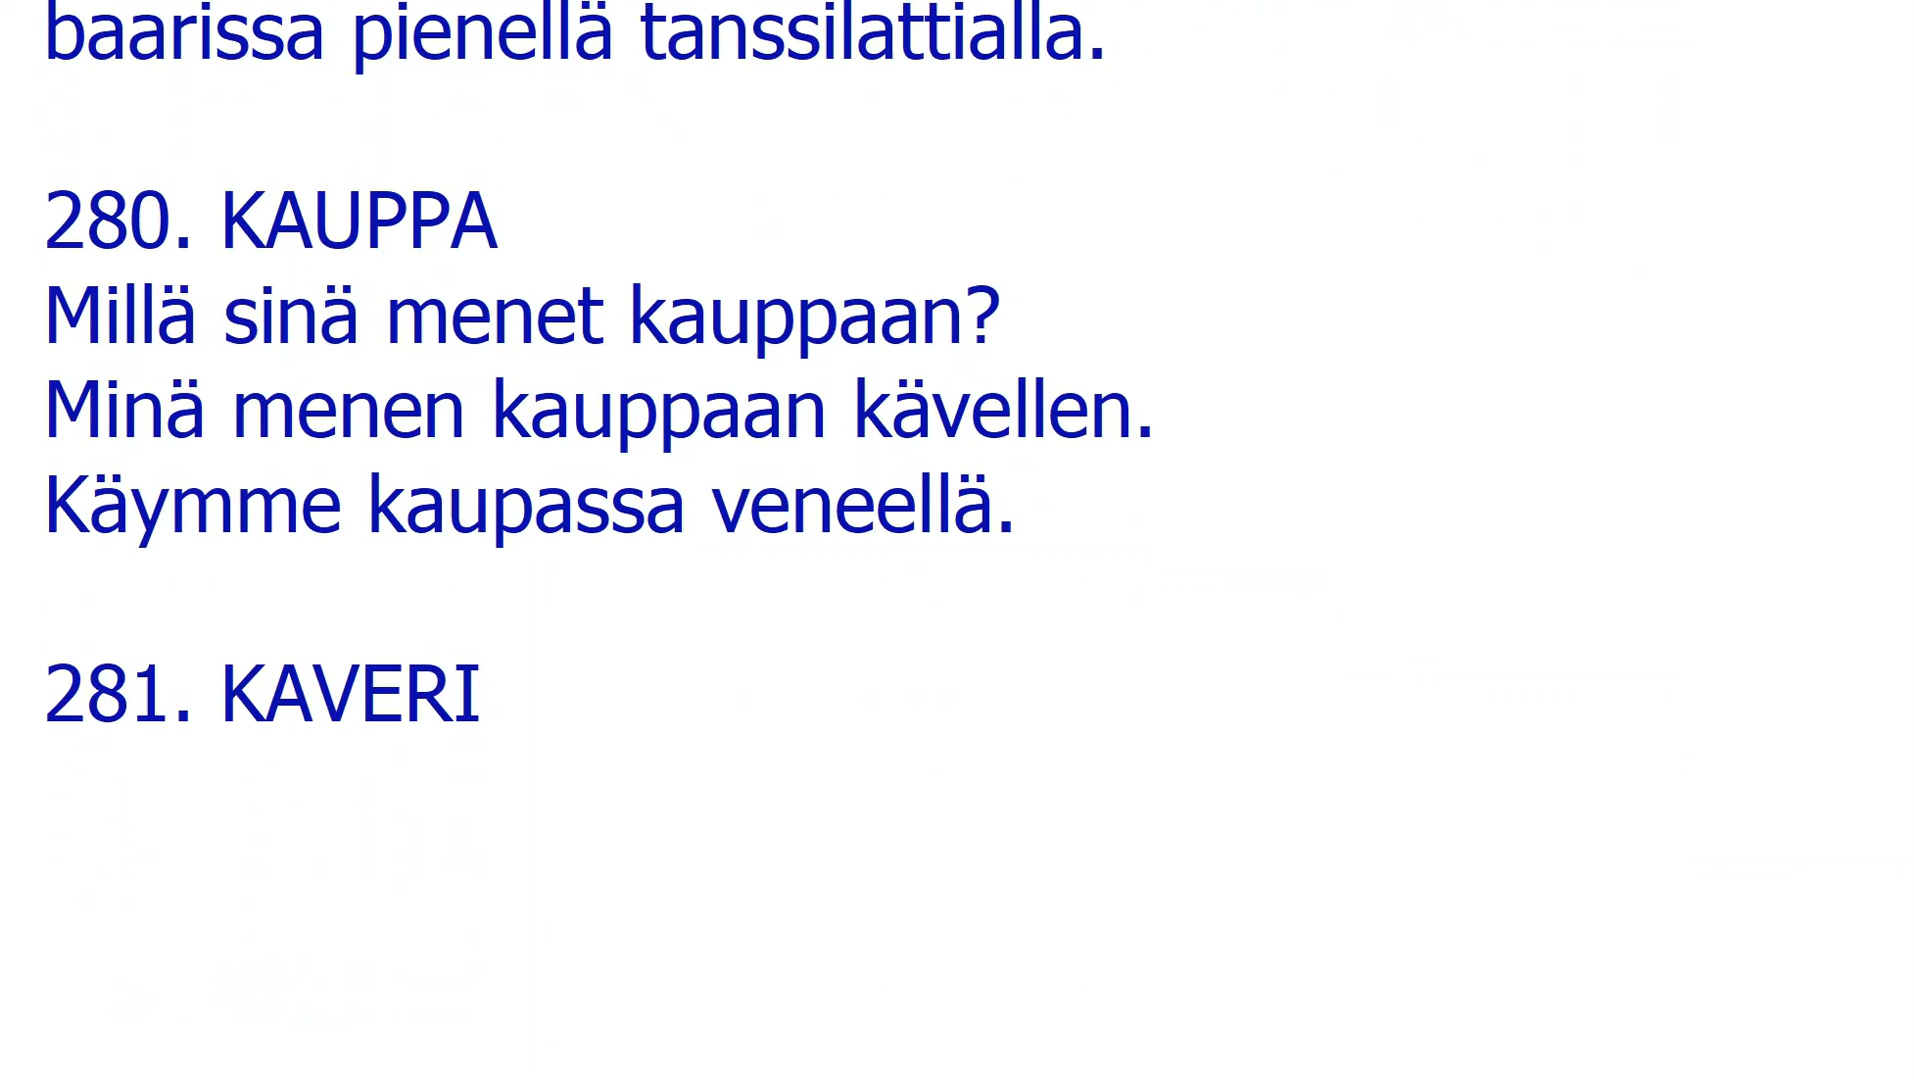 baarissa pienellä tanssilattialla.
280. KAUPPA
Millä sinä menet kauppaan?
Minä menen kauppaan kävellen.
Käymme kaupassa veneellä.
281. KAVERI